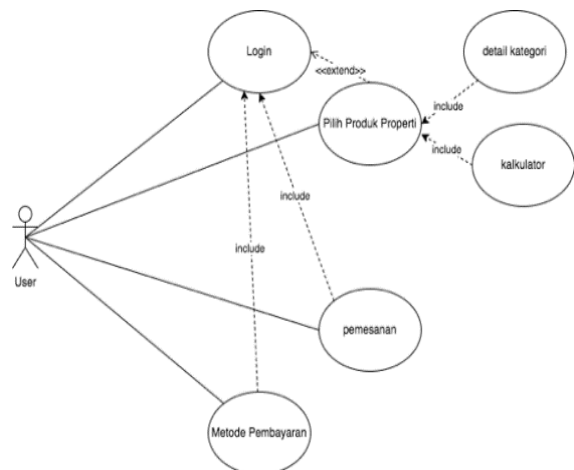 Login
<<extend>>
detail kategori
Pilih Produk Properti
include
include
kalkulator
include
include
User
pemesanan
Metode Pembayaran